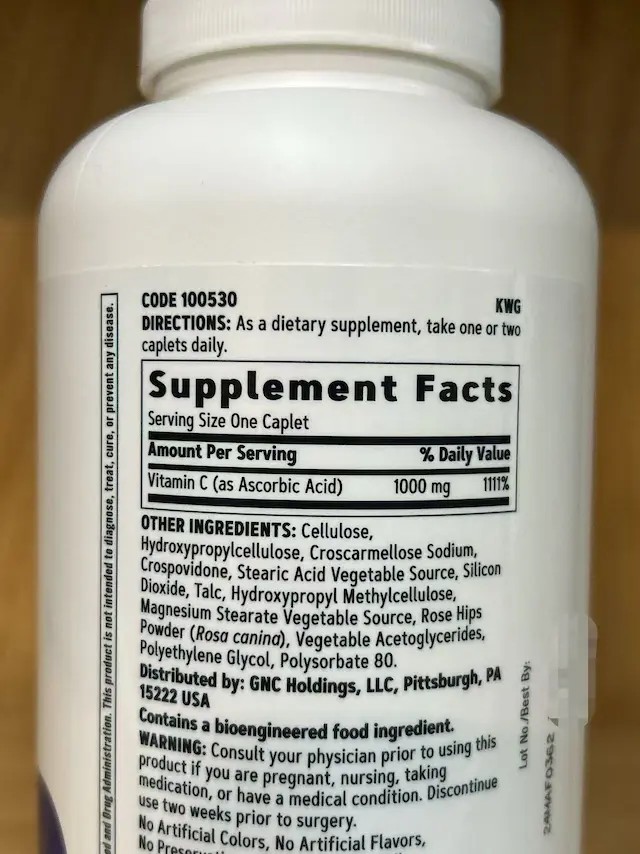 CODE 100530 KWG
DIRECTIONS: As a dietary supplement, take one or two
caplets daily.
Supplement Facts
Serving Size One Caplet
Amount Per Serving % Daily Value
Vitamin C (as Ascorbic Acid) 1000 mg 1111%
OTHER INGREDIENTS: Cellulose,
Hydroxypropylcellulose, Croscarmellose Sodium,
Crospovidone, Stearic Acid Vegetable Source, Silicon
Dioxide, Talc, Hydroxypropyl Methylcellulose,
Magnesium Stearate Vegetable Source, Rose Hips
Powder (Rosa canina), Vegetable Acetoglycerides,
Polyethylene Glycol, Polysorbate 80.
Distributed by: GNC Holdings, LLC, Pittsburgh, PA
15222 USA
Contains a bioengineered food ingredient.
WARNING: Consult your physician prior to using this
product if you are pregnant, nursing, taking
medication, or have a medical condition. Discontinue
use two weeks prior to surgery.
No Artificial Colors, No Artificial Flavors,
and Drug Administration. This product is not intended to diagnose, treat, cure, or prevent any disease.
Lot No./Best By: